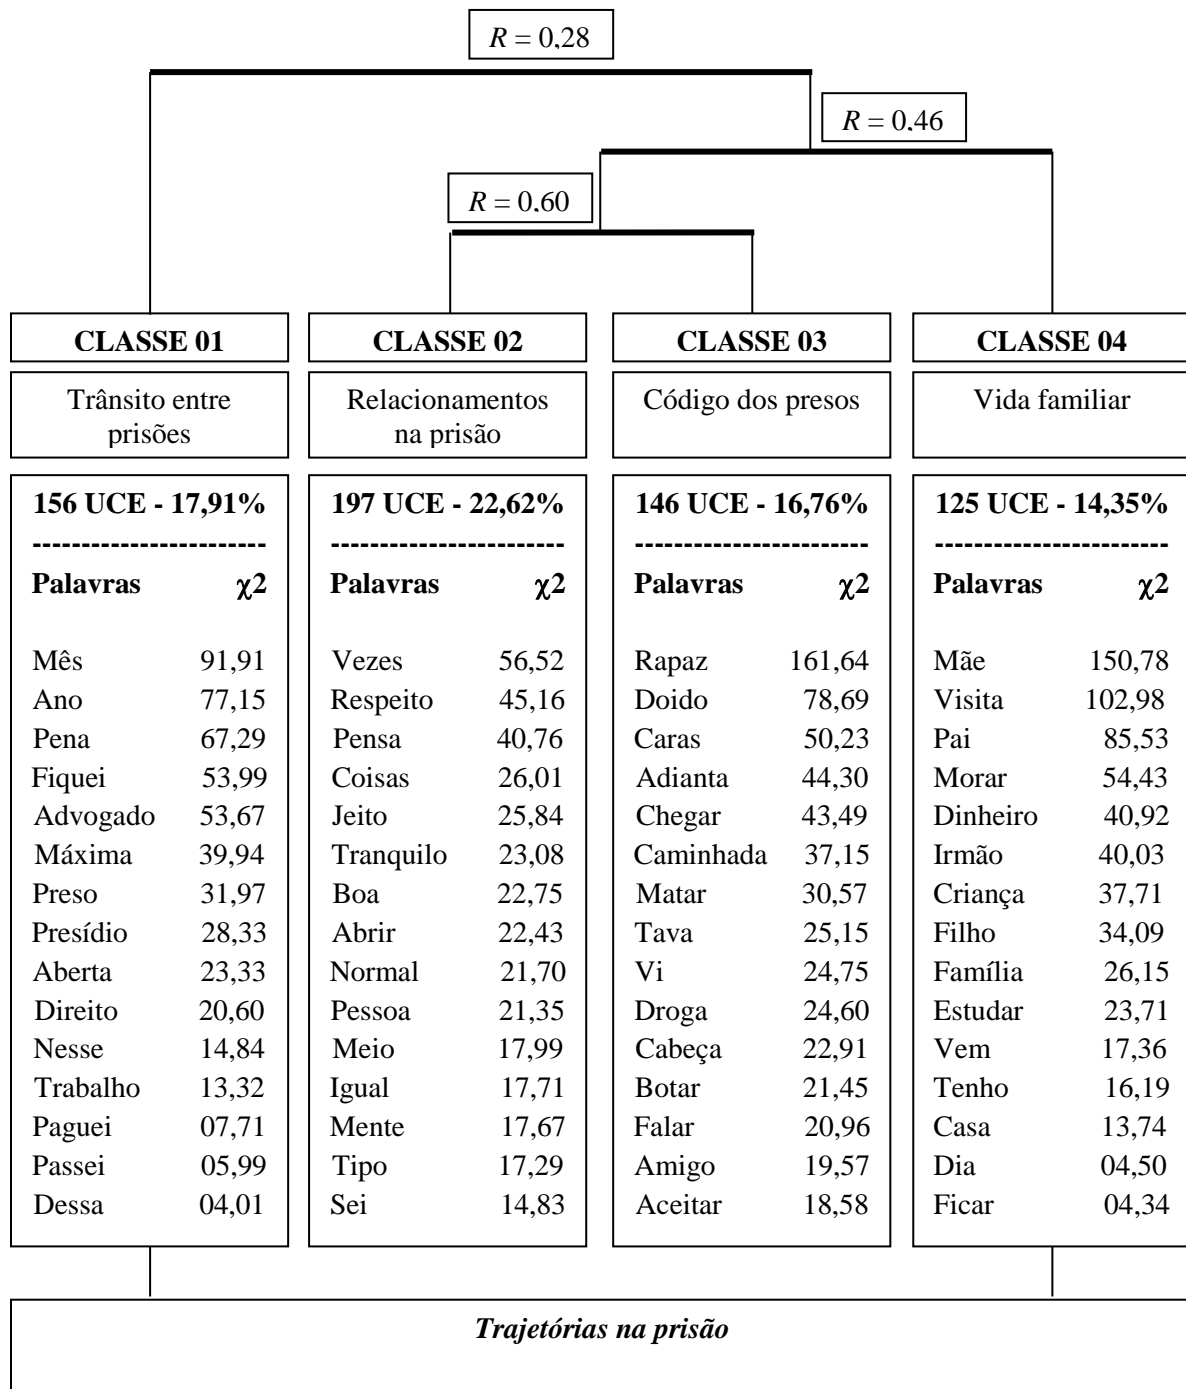 R = 0,28
R = 0,46
R = 0,60
CLASSE 01
Trânsito entre
prisões
156 UCE - 17,91%
------------------------
Palavras χ2
Mês 91,91
Ano 77,15
Pena 67,29
Fiquei 53,99
Advogado 53,67
Máxima 39,94
Preso 31,97
Presídio 28,33
Aberta 23,33
Direito 20,60
Nesse 14,84
Trabalho 13,32
Paguei 07,71
Passei 05,99
Dessa 04,01
CLASSE 02
Relacionamentos
na prisão
197 UCE - 22,62%
------------------------
Palavras χ2
Vezes 56,52
Respeito 45,16
Pensa 40,76
Coisas 26,01
Jeito 25,84
Tranquilo 23,08
Boa 22,75
Abrir 22,43
Normal 21,70
Pessoa 21,35
Meio 17,99
Igual 17,71
Mente 17,67
Tipo 17,29
Sei 14,83
CLASSE 03
Código dos presos
146 UCE - 16,76%
------------------------
Palavras χ2
Rapaz 161,64
Doido 78,69
Caras 50,23
Adianta 44,30
Chegar 43,49
Caminhada 37,15
Matar 30,57
Tava 25,15
Vi 24,75
Droga 24,60
Cabeça 22,91
Botar 21,45
Falar 20,96
Amigo 19,57
Aceitar 18,58
CLASSE 04
Vida familiar
125 UCE - 14,35%
------------------------
Palavras χ2
Mãe 150,78
Visita 102,98
Pai 85,53
Morar 54,43
Dinheiro 40,92
Irmão 40,03
Criança 37,71
Filho 34,09
Família 26,15
Estudar 23,71
Vem 17,36
Tenho 16,19
Casa 13,74
Dia 04,50
Ficar 04,34
Trajetórias na prisão